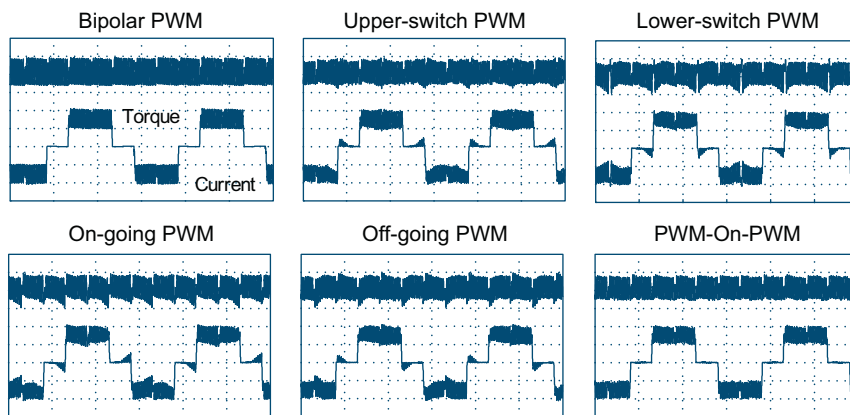 Bipolar PWM
Upper-switch PWM
Lower-switch PWM
Torque
Current
On-going PWM
Off-going PWM
PWM-On-PWM